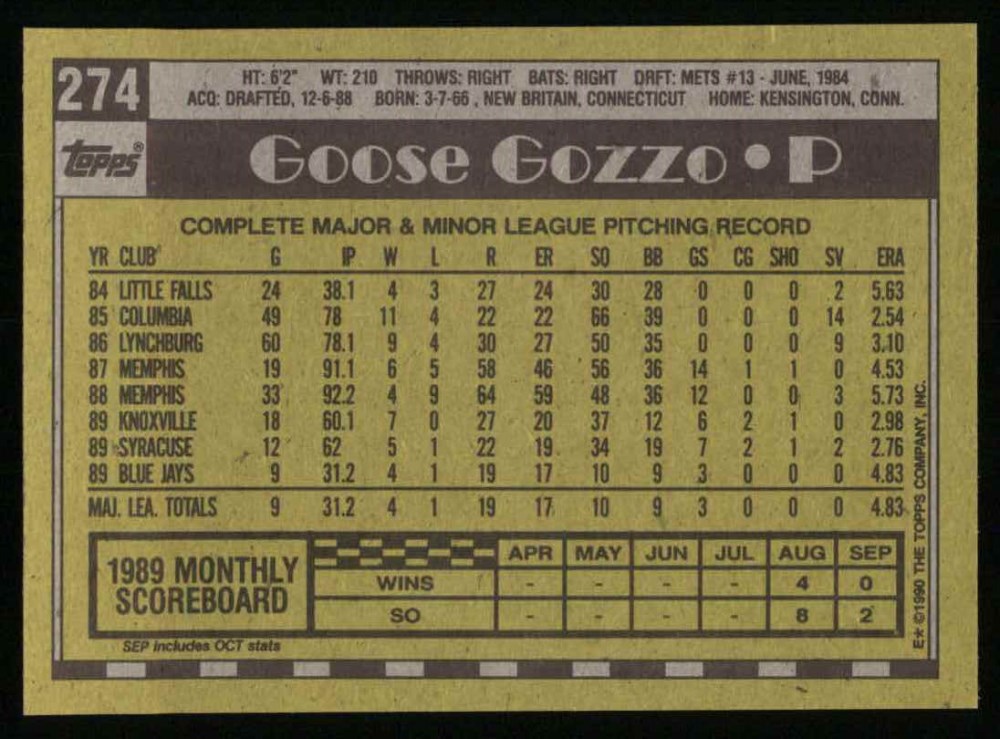 274
HT: 6'2" WT: 210 THROWS: RIGHT BATS: RIGHT DRFT: METS #13 - JUNE, 1984
ACQ: DRAFTED, 12-6-88 BORN: 3-7-66 , NEW BRITAIN, CONNECTICUT HOME: KENSINGTON, CONN.
Topps®
Goose Gozzo • P
COMPLETE MAJOR & MINOR LEAGUE PITCHING RECORD
YR CLUB G IP W L R ER SO BB GS CG SHO SV ERA
84 LITTLE FALLS 24 38.1 4 3 27 24 30 28 0 0 0 2 5.63
85 COLUMBIA 49 78 11 4 22 22 66 39 0 0 0 14 2.54
86 LYNCHBURG 60 78.1 9 4 30 27 50 35 0 0 0 9 3.10
87 MEMPHIS 19 91.1 6 5 58 46 56 36 14 1 1 0 4.53
88 MEMPHIS 33 92.2 4 9 64 59 48 36 12 0 0 3 5.73
89 KNOXVILLE 18 60.1 7 0 27 20 37 12 6 2 1 0 2.98
89 SYRACUSE 12 62 5 1 22 19 34 19 7 2 1 2 2.76
89 BLUE JAYS 9 31.2 4 1 19 17 10 9 3 0 0 0 4.83
MAJ. LEA. TOTALS 9 31.2 4 1 19 17 10 9 3 0 0 0 4.83
1989 MONTHLY SCOREBOARD
APR MAY JUN JUL AUG SEP
WINS - - - - 4 0
SO - - - - 8 2
SEP includes OCT stats
E* ©1990 THE TOPPS COMPANY, INC.